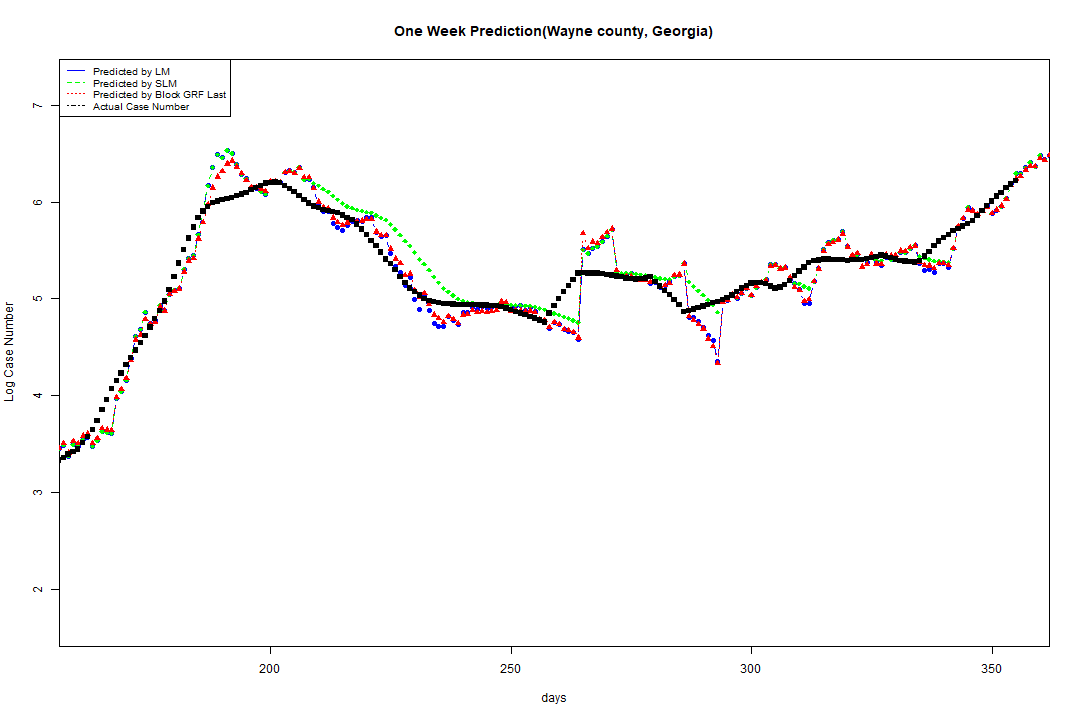 One Week Prediction(Wayne county, Georgia)
Predicted by LM
Predicted by SLM
Predicted by Block GRF Last
Actual Case Number
Log Case Number
7
6
5
4
3
2
200 250 300 350
days